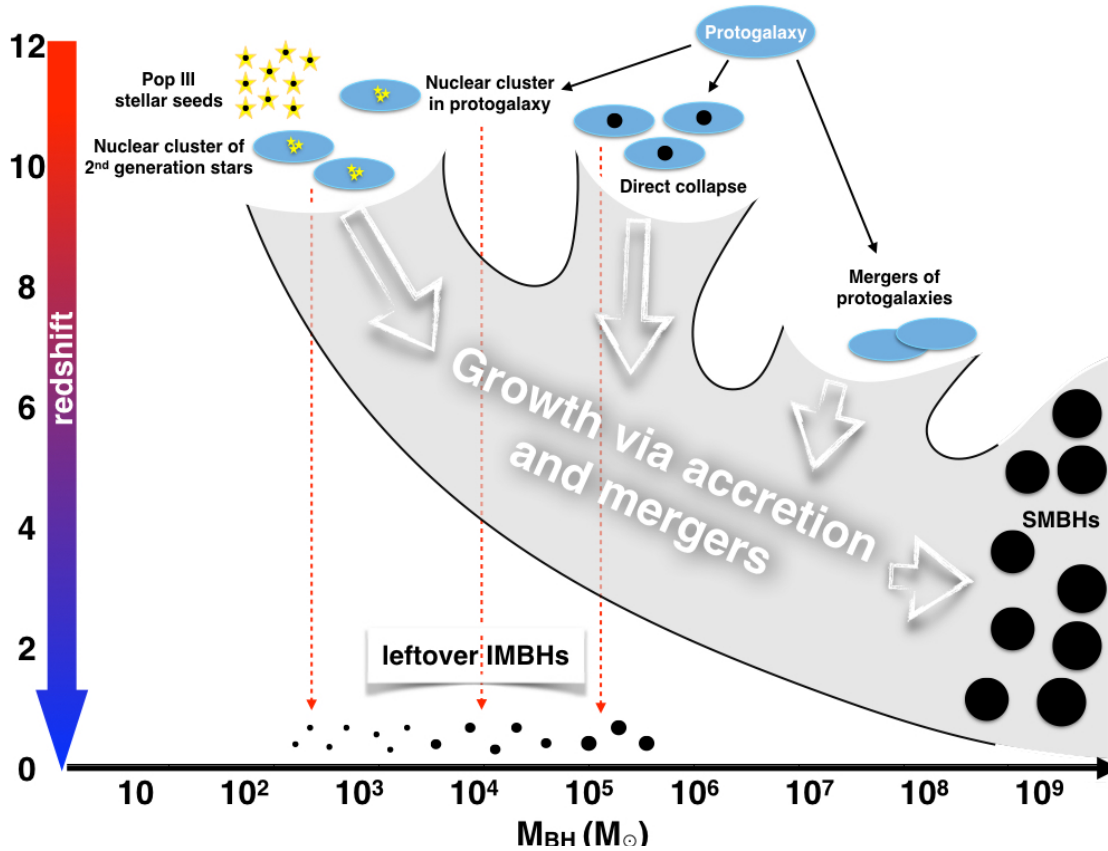 12
10
8
6
4
2
0
redshift
Pop III
stellar seeds
Nuclear cluster of
2nd generation stars
Nuclear cluster
in protogalaxy
Protogalaxy
Direct collapse
Mergers of
protogalaxies
Growth via accretion
and mergers
SMBHs
leftover IMBHs
10 10² 10³ 10⁴ 10⁵ 10⁶ 10⁷ 10⁸ 10⁹
MBH (M☉)